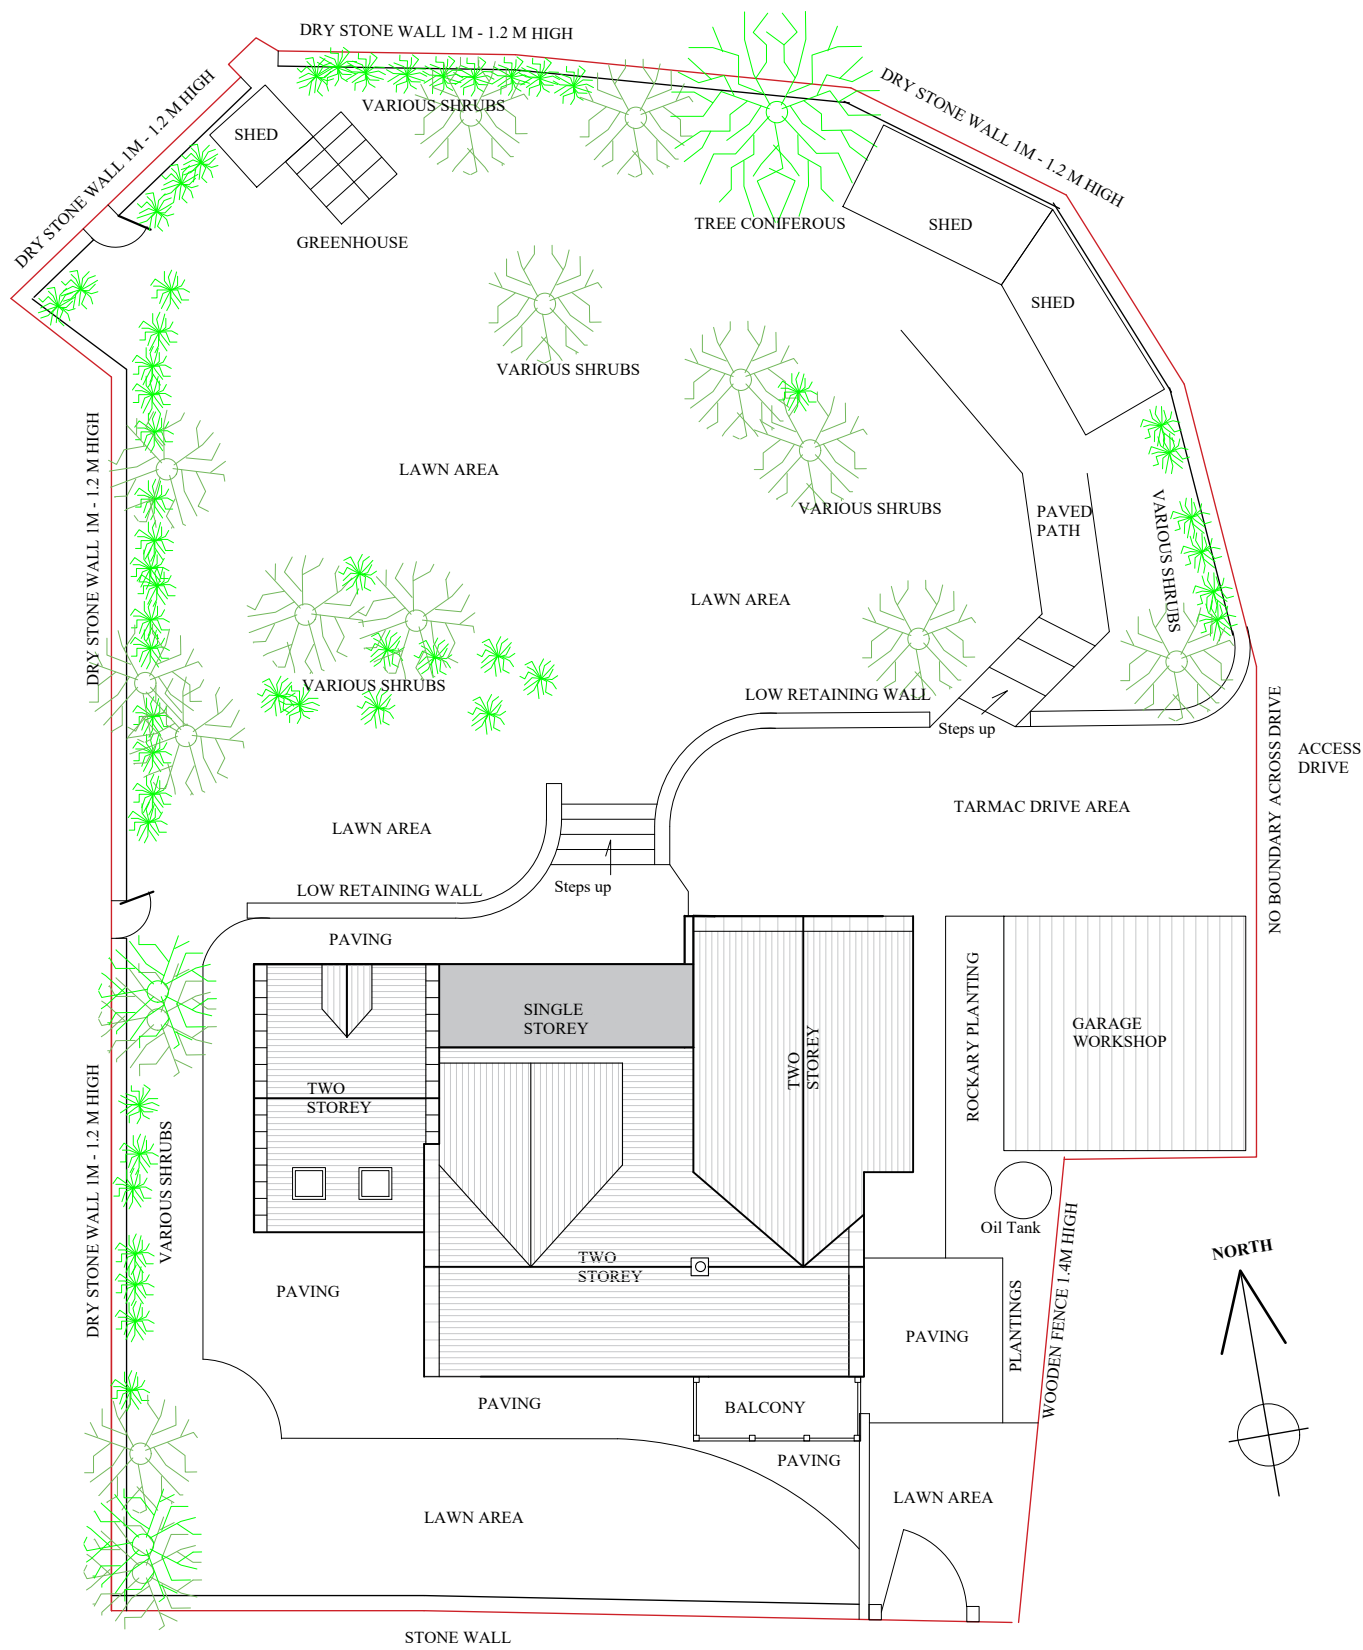 DRY STONE WALL 1M - 1.2 M HIGH
DRY STONE WALL 1M - 1.2 M HIGH
DRY STONE WALL 1M - 1.2 M HIGH
VARIOUS SHRUBS
SHED
GREENHOUSE
TREE CONIFEROUS
SHED
SHED
VARIOUS SHRUBS
LAWN AREA
DRY STONE WALL 1M - 1.2 M HIGH
VARIOUS SHRUBS
PAVED
PATH
VARIOUS SHRUBS
LAWN AREA
VARIOUS SHRUBS
LOW RETAINING WALL
Steps up
NO BOUNDARY ACROSS DRIVE
ACCESS
DRIVE
TARMAC DRIVE AREA
LAWN AREA
Steps up
LOW RETAINING WALL
PAVING
SINGLE
STOREY
TWO
STOREY
ROCKARY PLANTING
GARAGE
WORKSHOP
TWO
STOREY
DRY STONE WALL 1M - 1.2 M HIGH
VARIOUS SHRUBS
Oil Tank
TWO
STOREY
PAVING
NORTH
PAVING
PLANTINGS
WOODEN FENCE 1.4M HIGH
PAVING
BALCONY
PAVING
LAWN AREA
LAWN AREA
STONE WALL